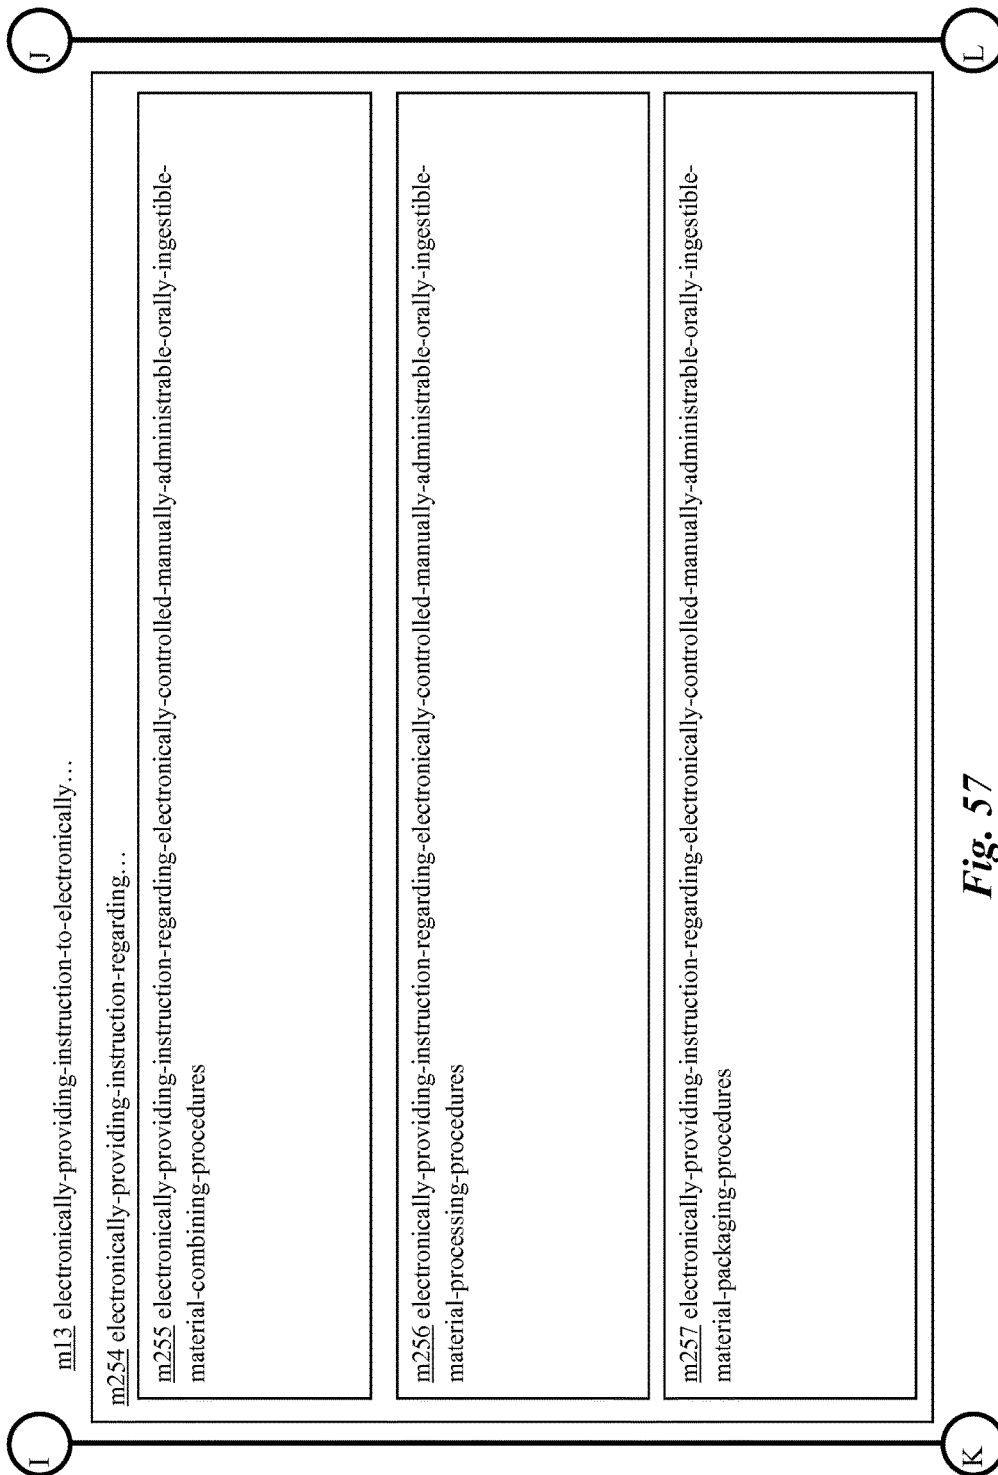 I
J
m13 electronically-providing-instruction-to-electronically…
m254 electronically-providing-instruction-regarding…
m255 electronically-providing-instruction-regarding-electronically-controlled-manually-administrable-orally-ingestible-
material-combining-procedures
m256 electronically-providing-instruction-regarding-electronically-controlled-manually-administrable-orally-ingestible-
material-processing-procedures
m257 electronically-providing-instruction-regarding-electronically-controlled-manually-administrable-orally-ingestible-
material-packaging-procedures
K
L
Fig. 57